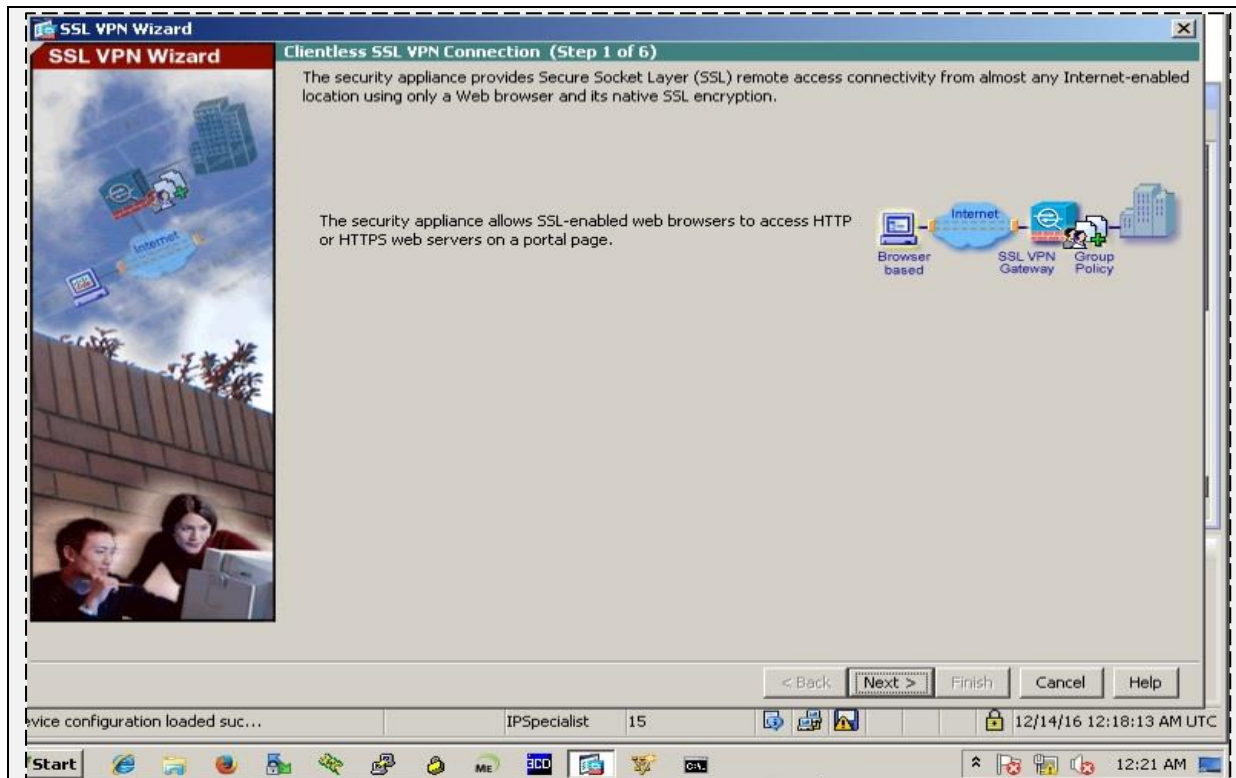 SSL VPN Wizard
SSL VPN Wizard
Clientless SSL VPN Connection (Step 1 of 6)
The security appliance provides Secure Socket Layer (SSL) remote access connectivity from almost any Internet-enabled
location using only a Web browser and its native SSL encryption.
Internet
The security appliance allows SSL-enabled web browsers to access HTTP
or HTTPS web servers on a portal page.
Internet
Browser
based
SSL VPN
Gateway
Group
Policy
< Back
Next >
Finish
Cancel
Help
evice configuration loaded suc...
IPSpecialist
15
12/14/16 12:18:13 AM UTC
Start
ME
12:21 AM